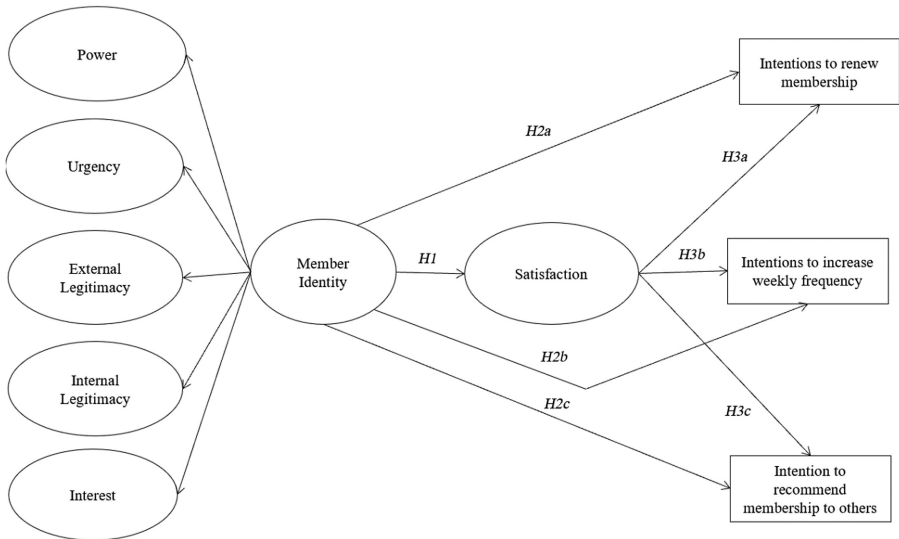 Power
Urgency
External
Legitimacy
Internal
Legitimacy
Interest
Member
Identity
H1
Satisfaction
H2a
H2b
H2c
H3a
H3b
H3c
Intentions to renew
membership
Intentions to increase
weekly frequency
Intention to
recommend
membership to others